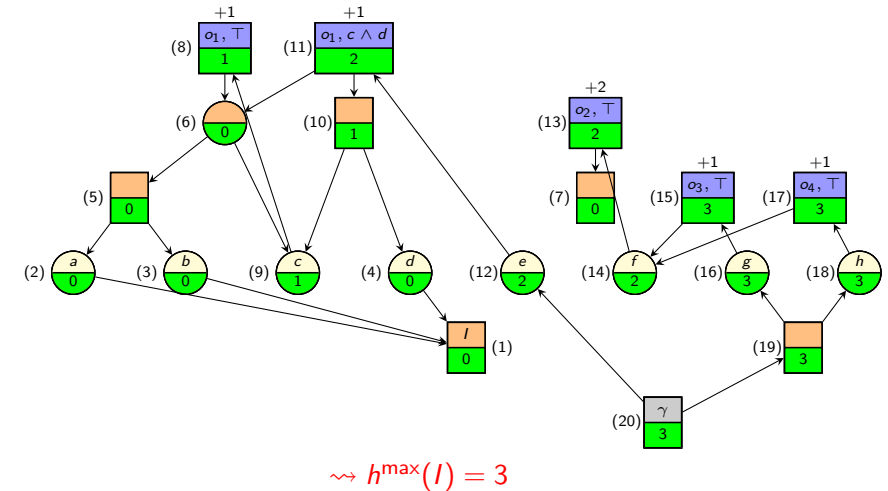 +1
+1
(8)
o₁, ⊤
1
(11)
o₁, c ∧ d
2
+2
(6)
0
(10)
1
(13)
o₂, ⊤
2
+1
+1
(5)
0
(7)
0
(15)
o₃, ⊤
3
(17)
o₄, ⊤
3
(2)
a
0
(3)
b
0
(9)
c
1
(4)
d
0
(12)
e
2
(14)
f
2
(16)
g
3
(18)
h
3
I
0
(1)
(19)
3
(20)
γ
3
⇝ hᵐᵃˣ(I) = 3